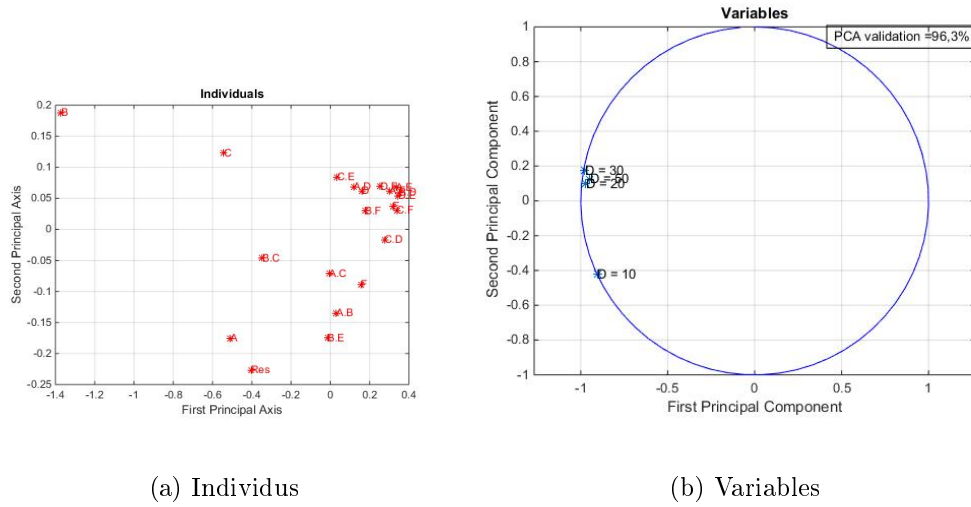 Individuals
0.2
0.15
0.1
0.05
0
-0.05
-0.1
-0.15
-0.2
-0.25
-1.4 -1.2 -1 -0.8 -0.6 -0.4 -0.2 0 0.2 0.4
Second Principal Axis
First Principal Axis
B
C
C.E
A.D
D
B.F
C.F
C.D
B.C
A.C
A.B
A
B.E
Res
Variables
PCA validation =96,3%
1
0.8
0.6
0.4
0.2
0
-0.2
-0.4
-0.6
-0.8
-1
-1 -0.5 0 0.5 1
Second Principal Component
First Principal Component
D = 30
D = 20
D = 10
(a) Individus
(b) Variables